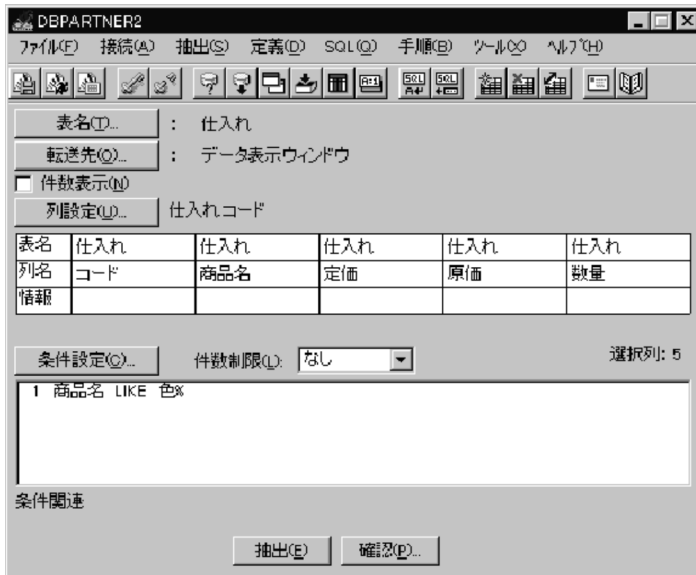 DBPARTNER2
ファイル(F) 接続(A) 抽出(S) 定義(D) SQL(Q) 手順(B) ツール(X) ヘルプ(H)
表名(T)... : 仕入れ
転送先(O)... : データ表示ウィンドウ
件数表示(N)
列設定(U)... 仕入れコード
表名 仕入れ 仕入れ 仕入れ 仕入れ 仕入れ
列名 コード 商品名 定価 原価 数量
情報
条件設定(C)... 件数制限(L): なし 選択列: 5
1 商品名 LIKE 色%
条件関連
抽出(E) 確認(P)...